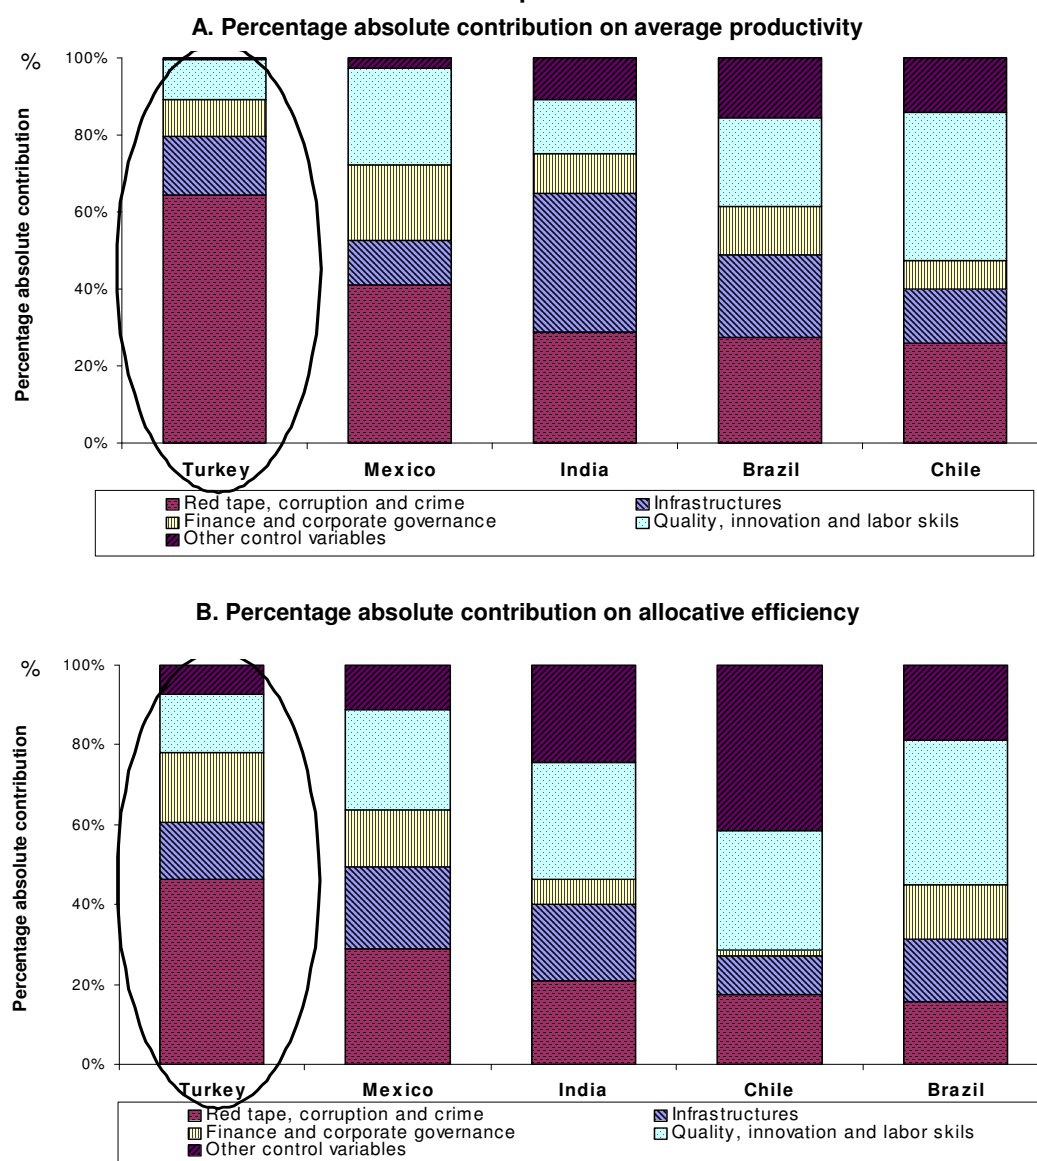 A. Percentage absolute contribution on average productivity
%
100%
80%
60%
40%
20%
0%
Percentage absolute contribution
Turkey Mexico India Brazil Chile
Red tape, corruption and crime Infrastructures
Finance and corporate governance Quality, innovation and labor skils
Other control variables
B. Percentage absolute contribution on allocative efficiency
%
100%
80%
60%
40%
20%
0%
Percentage absolute contribution
Turkey Mexico India Chile Brazil
Red tape, corruption and crime Infrastructures
Finance and corporate governance Quality, innovation and labor skils
Other control variables